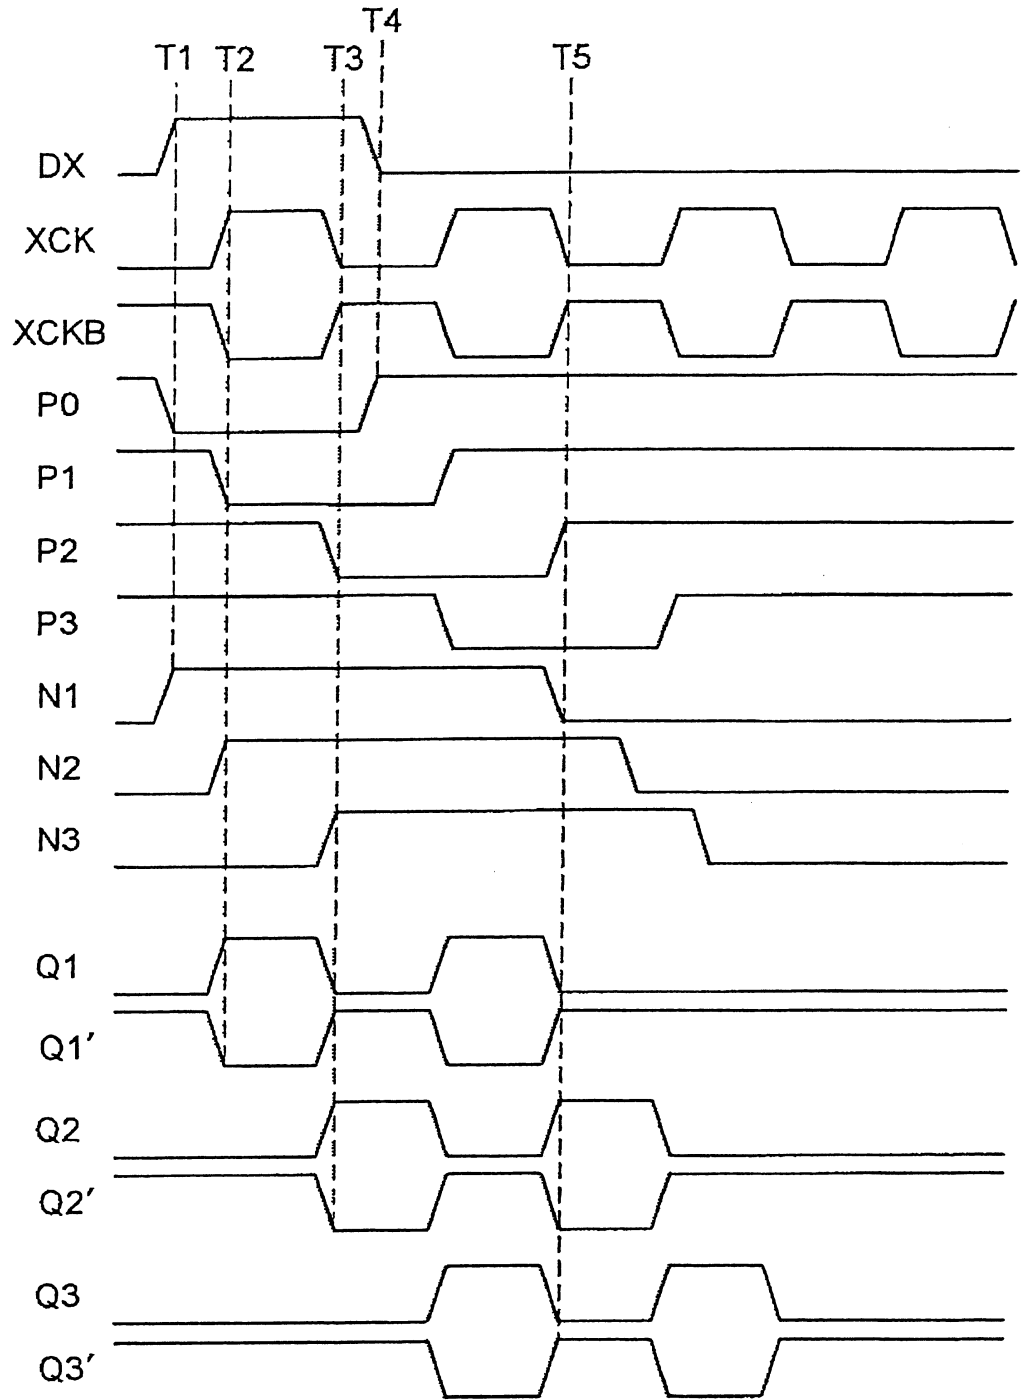 T4
T1 T2 T3 T5
DX
XCK
XCKB
P0
P1
P2
P3
N1
N2
N3
Q1
Q1′
Q2
Q2′
Q3
Q3′